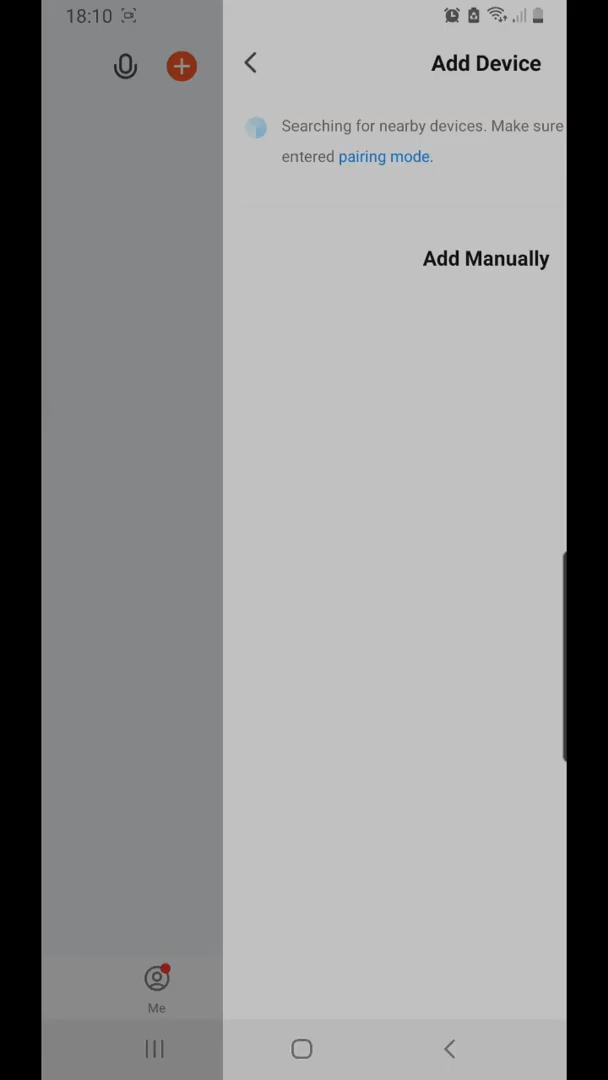 18:10
Add Device
Searching for nearby devices. Make sure
entered pairing mode.
Add Manually
Me